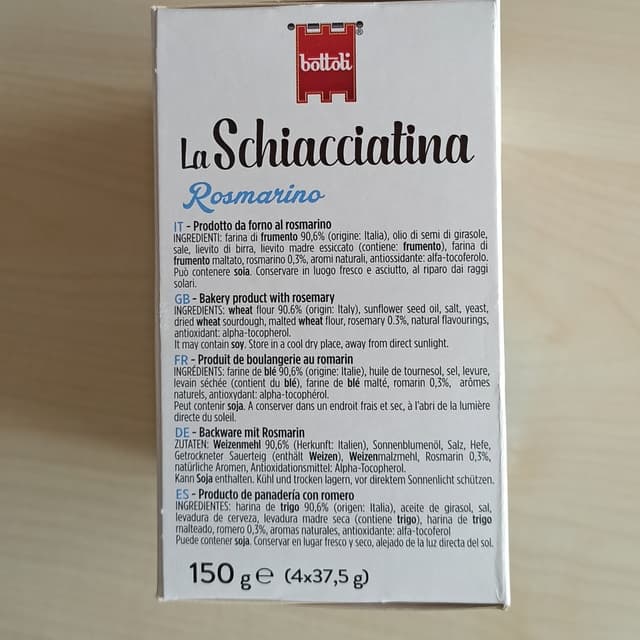 bottoli
La Schiacciatina
Rosmarino
IT - Prodotto da forno al rosmarino
INGREDIENTI: farina di frumento 90,6% (origine: Italia), olio di semi di girasole,
sale, lievito di birra, lievito madre essiccato (contiene: frumento), farina di
frumento maltato, rosmarino 0,3%, aromi naturali, antiossidante: alfa-tocoferolo.
Può contenere soia. Conservare in luogo fresco e asciutto, al riparo dai raggi
solari.
GB - Bakery product with rosemary
INGREDIENTS: wheat flour 90.6% (origin: Italy), sunflower seed oil, salt, yeast,
dried wheat sourdough, malted wheat flour, rosemary 0.3%, natural flavourings,
antioxidant: alpha-tocopherol.
It may contain soy. Store in a cool dry place, away from direct sunlight.
FR - Produit de boulangerie au romarin
INGRÉDIENTS: farine de blé 90,6% (origine: Italie), huile de tournesol, sel, levure,
levain séchée (contient du blé), farine de blé malté, romarin 0,3%, arômes
naturels, antioxydant: alpha-tocophérol.
Peut contenir soja. A conserver dans un endroit frais et sec, à l'abri de la lumière
directe du soleil.
DE - Backware mit Rosmarin
ZUTATEN: Weizenmehl 90,6% (Herkunft: Italien), Sonnenblumenöl, Salz, Hefe,
Getrockneter Sauerteig (enthält Weizen), Weizenmalzmehl, Rosmarin 0,3%,
natürliche Aromen, Antioxidationsmittel: Alpha-Tocopherol.
Kann Soja enthalten. Kühl und trocken lagern, vor direktem Sonnenlicht schützen.
ES - Producto de panadería con romero
INGREDIENTES: harina de trigo 90,6% (origen: Italia), aceite de girasol, sal,
levadura de cerveza, levadura madre seca (contiene trigo), harina de trigo
malteado, romero 0,3%, aromas naturales, antioxidante: alfa-tocoferol
Puede contener soja. Conservar en lugar fresco y seco, alejado de la luz directa del sol.
150 g ℮ (4x37,5 g)